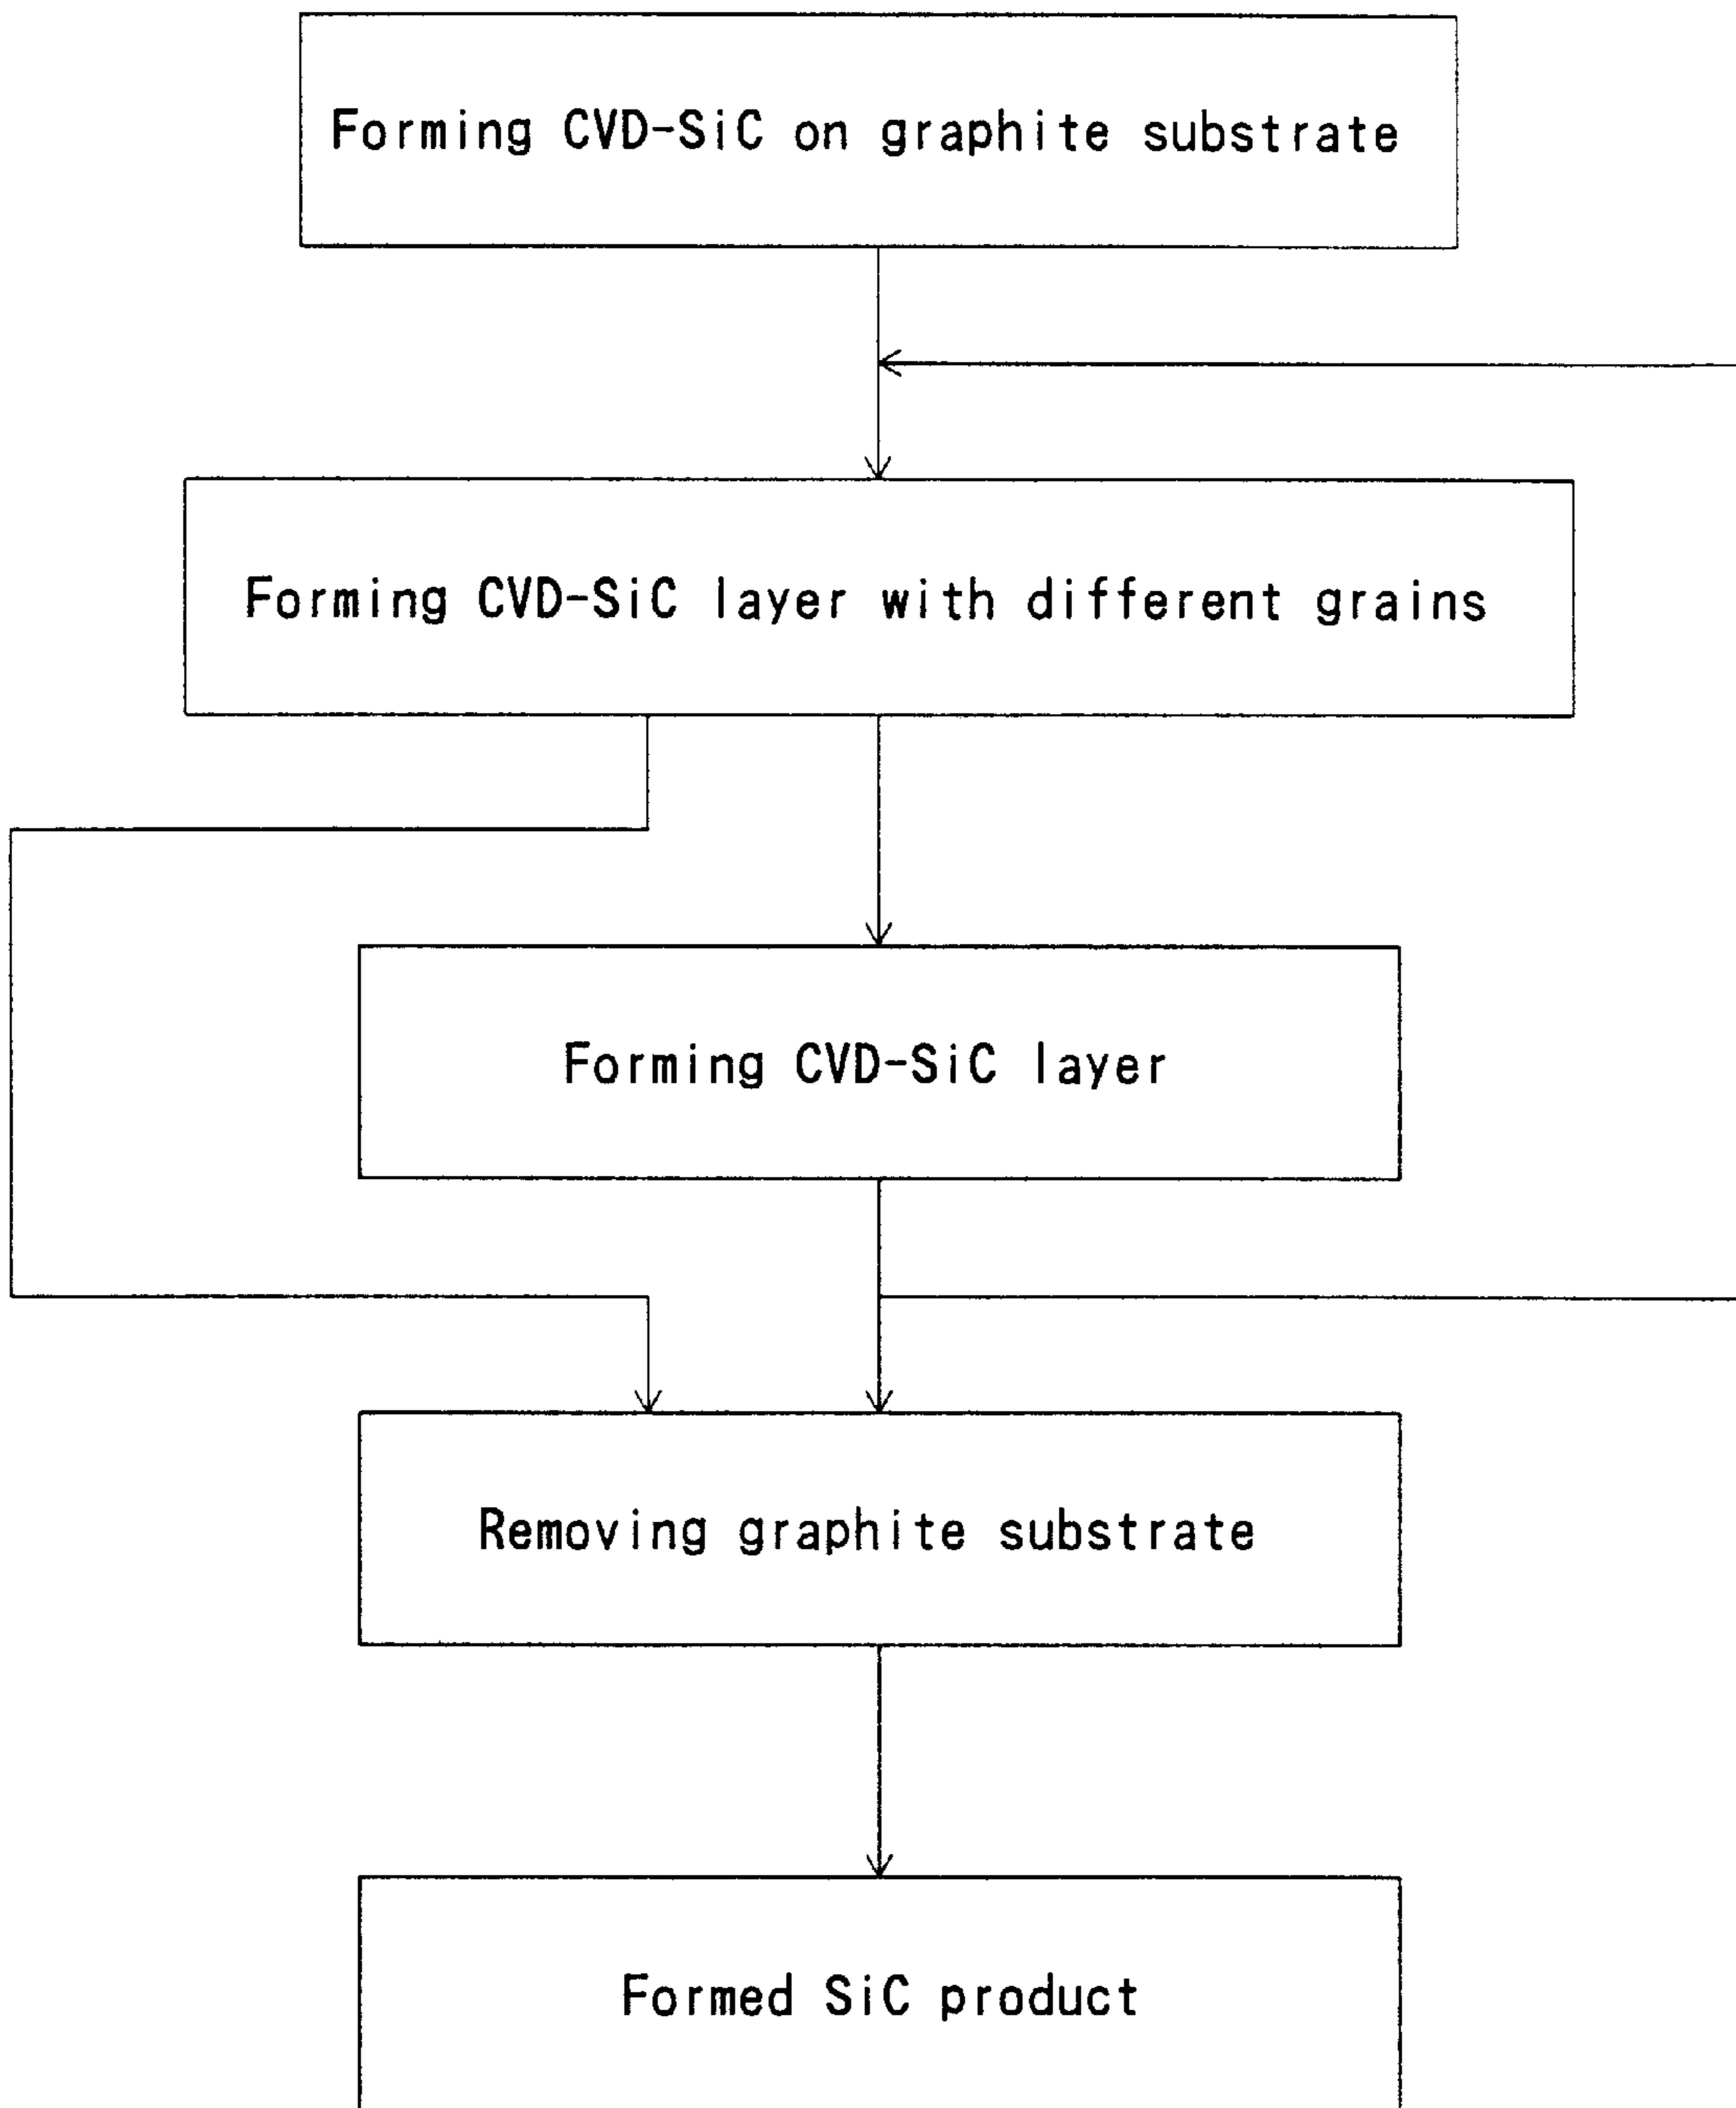 Forming CVD-SiC on graphite substrate
Forming CVD-SiC layer with different grains
Forming CVD-SiC layer
Removing graphite substrate
Formed SiC product